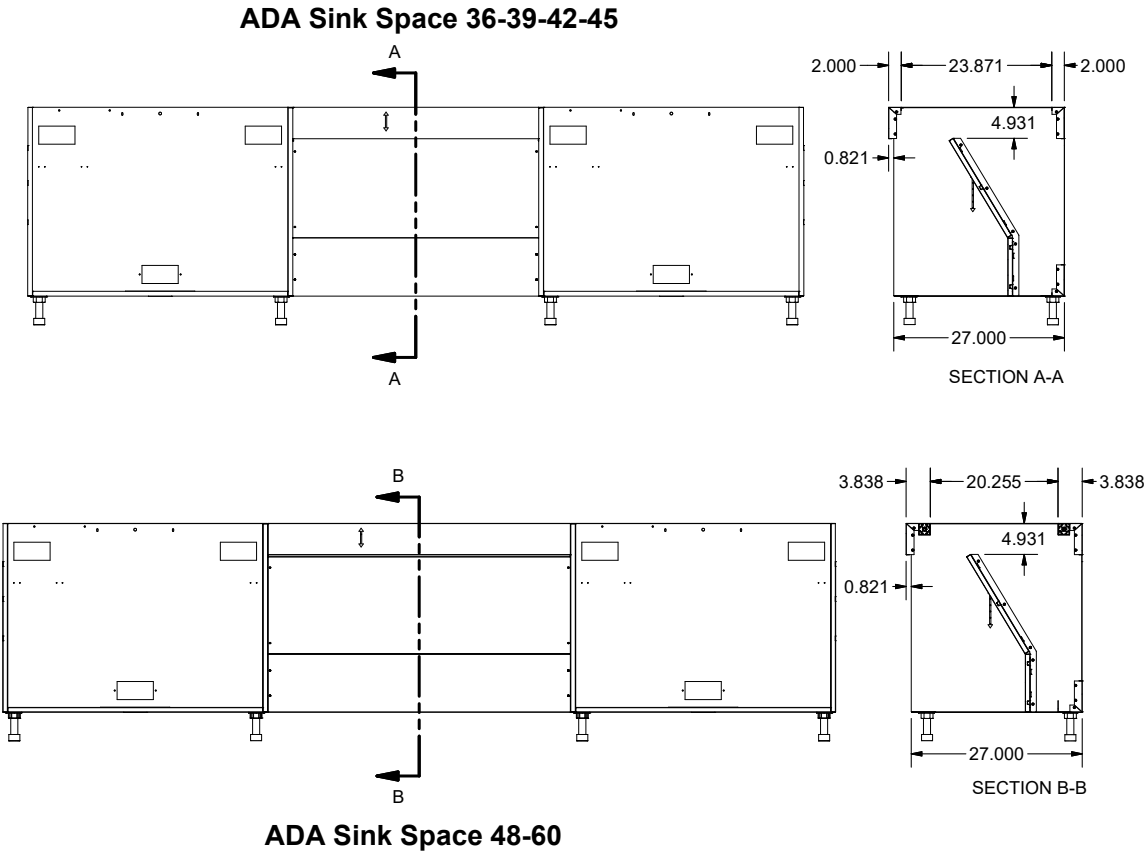 ADA Sink Space 36-39-42-45
A
2.000 23.871 2.000
4.931
0.821
27.000
A
SECTION A-A
B
3.838 20.255 3.838
4.931
0.821
27.000
SECTION B-B
B
ADA Sink Space 48-60